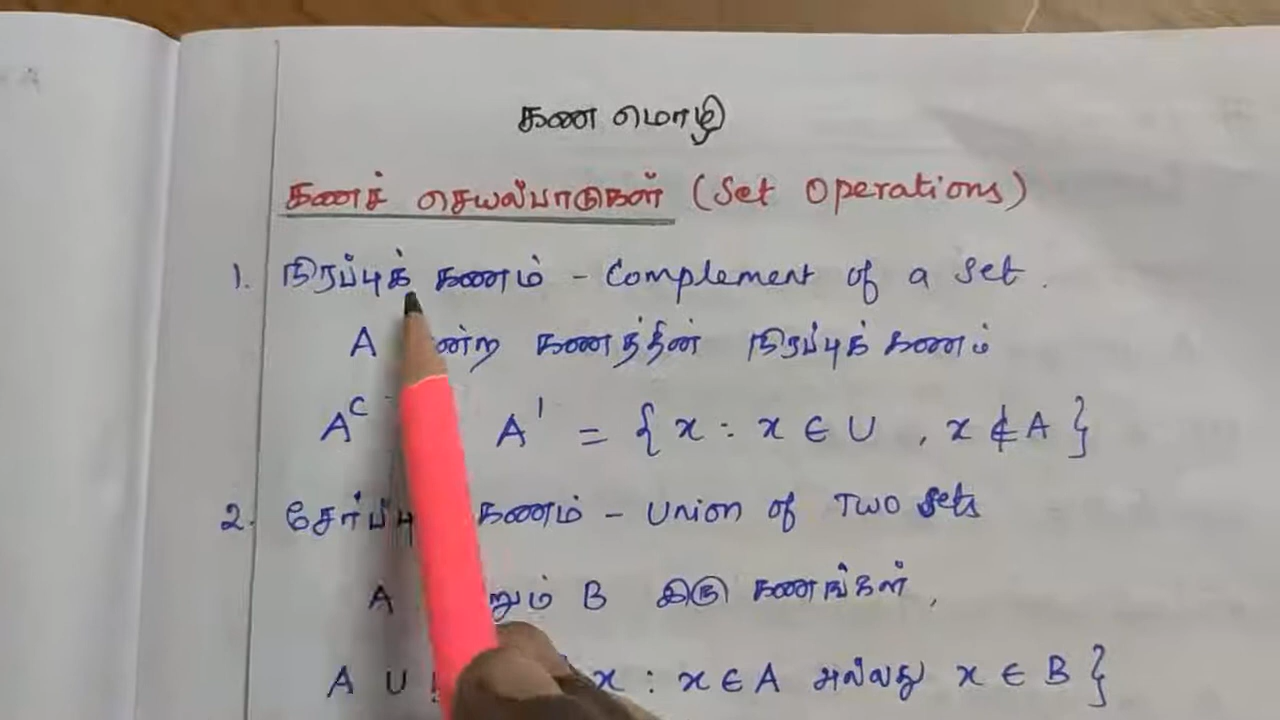 கண மொழி
கணச் செயல்பாடுகள் (Set Operations)
1. நிரப்புக் கணம் - Complement of a set.
A கணத்தின் நிரப்புக் கணம்
A^c A' = { x : x ∈ U , x ∉ A }
2. கணம் - Union of Two Sets
A B இரு கணங்கள்,
A ∪ x : x ∈ A அல்லது x ∈ B }